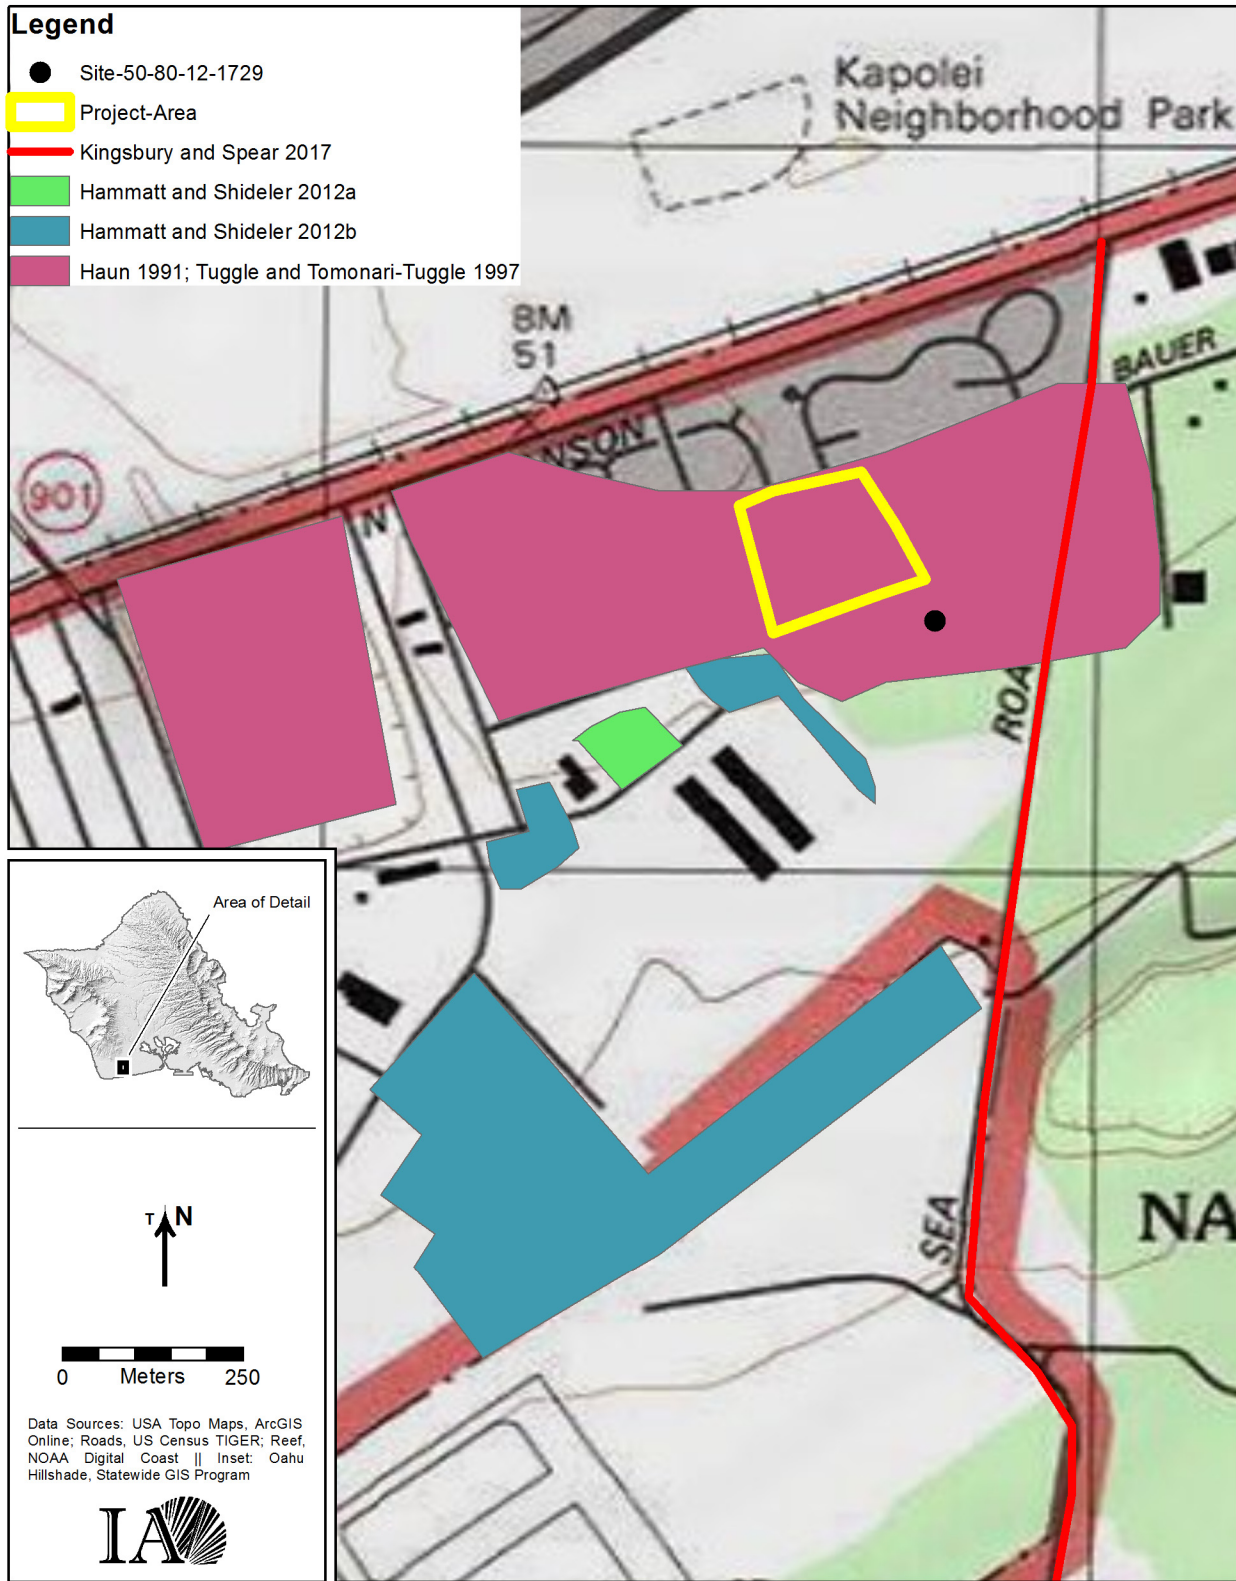 Legend
Site-50-80-12-1729
Project-Area
Kingsbury and Spear 2017
Hammatt and Shideler 2012a
Hammatt and Shideler 2012b
Haun 1991; Tuggle and Tomonari-Tuggle 1997
Kapolei
Neighborhood Park
BM
51
BAUER
NSON
901
N
ROA
SEA
NA
Area of Detail
T N
0 Meters 250
Data Sources: USA Topo Maps, ArcGIS
Online; Roads, US Census TIGER; Reef,
NOAA Digital Coast || Inset: Oahu
Hillshade, Statewide GIS Program
IA